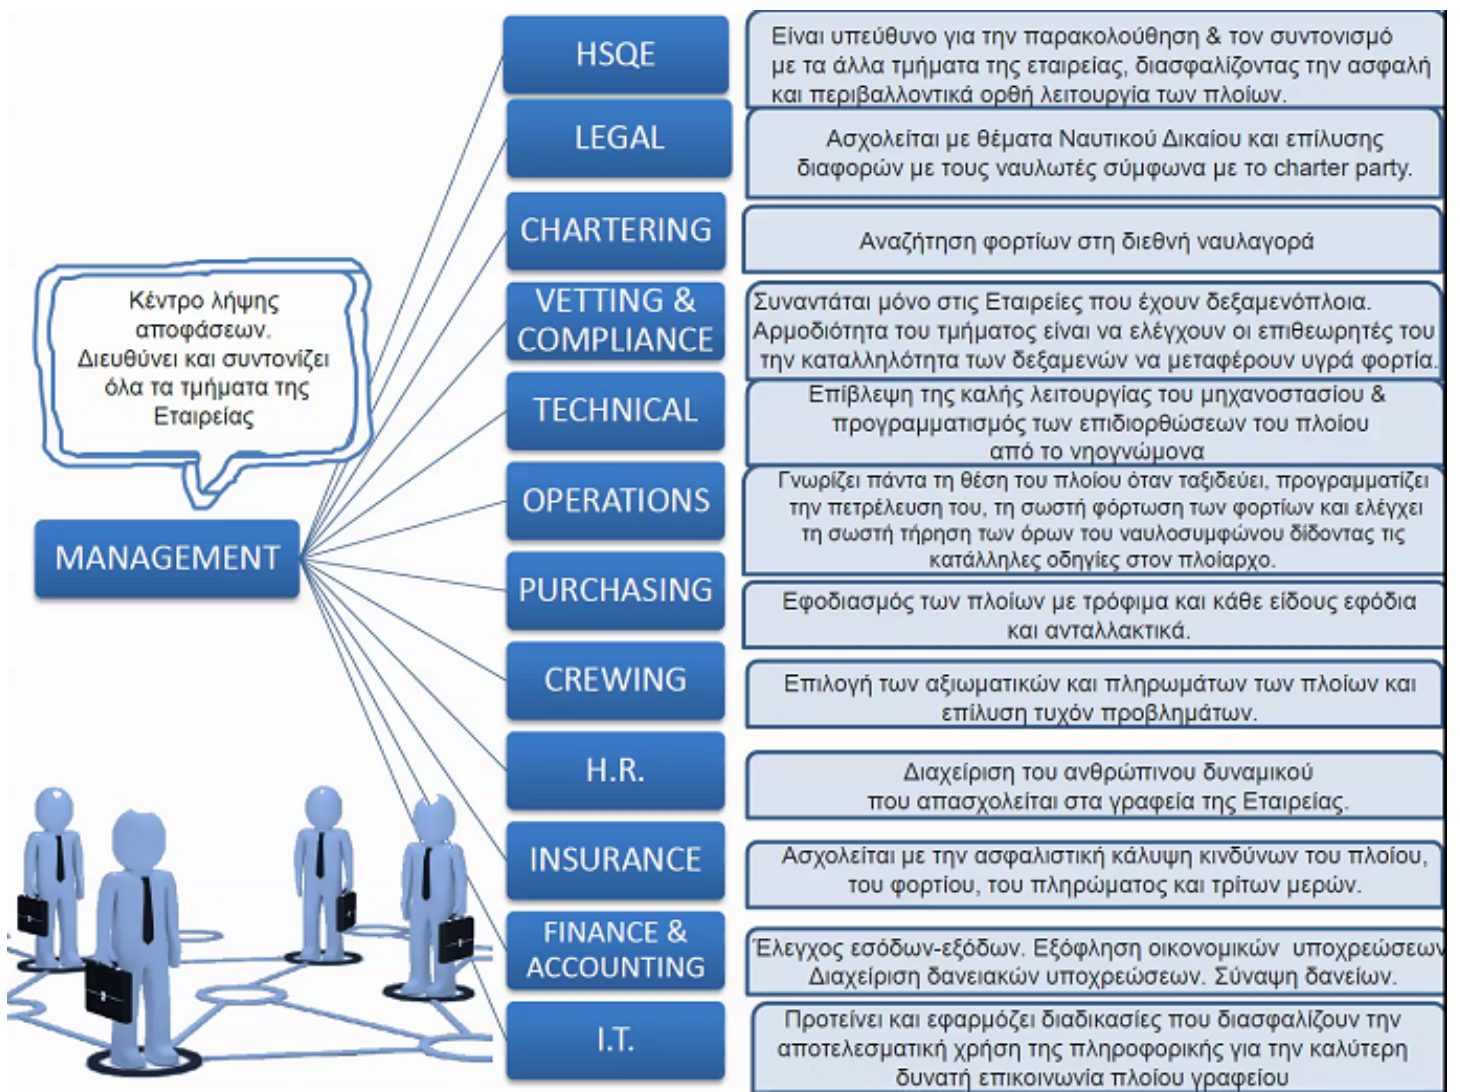 HSQE
Είναι υπεύθυνο για την παρακολούθηση & τον συντονισμό
με τα άλλα τμήματα της εταιρείας, διασφαλίζοντας την ασφαλή
και περιβαλλοντικά ορθή λειτουργία των πλοίων.
LEGAL
Ασχολείται με θέματα Ναυτικού Δικαίου και επίλυσης
διαφορών με τους ναυλωτές σύμφωνα με το charter party.
CHARTERING
Αναζήτηση φορτίων στη διεθνή ναυλαγορά
Κέντρο λήψης
αποφάσεων.
Διευθύνει και συντονίζει
όλα τα τμήματα της
Εταιρείας
MANAGEMENT
VETTING &
COMPLIANCE
Συναντάται μόνο στις Εταιρείες που έχουν δεξαμενόπλοια.
Αρμοδιότητα του τμήματος είναι να ελέγχουν οι επιθεωρητές του
την καταλληλότητα των δεξαμενών να μεταφέρουν υγρά φορτία.
TECHNICAL
Επίβλεψη της καλής λειτουργίας του μηχανοστασίου &
προγραμματισμός των επιδιορθώσεων του πλοίου
από το νηογνώμονα
OPERATIONS
Γνωρίζει πάντα τη θέση του πλοίου όταν ταξιδεύει, προγραμματίζει
την πετρέλευση του, τη σωστή φόρτωση των φορτίων και ελέγχει
τη σωστή τήρηση των όρων του ναυλοσυμφώνου δίδοντας τις
κατάλληλες οδηγίες στον πλοίαρχο.
PURCHASING
Εφοδιασμός των πλοίων με τρόφιμα και κάθε είδους εφόδια
και ανταλλακτικά.
CREWING
Επιλογή των αξιωματικών και πληρωμάτων των πλοίων και
επίλυση τυχόν προβλημάτων.
H.R.
Διαχείριση του ανθρώπινου δυναμικού
που απασχολείται στα γραφεία της Εταιρείας.
INSURANCE
Ασχολείται με την ασφαλιστική κάλυψη κινδύνων του πλοίου,
του φορτίου, του πληρώματος και τρίτων μερών.
FINANCE &
ACCOUNTING
Έλεγχος εσόδων-εξόδων. Εξόφληση οικονομικών υποχρεώσεων
Διαχείριση δανειακών υποχρεώσεων. Σύναψη δανείων.
I.T.
Προτείνει και εφαρμόζει διαδικασίες που διασφαλίζουν την
αποτελεσματική χρήση της πληροφορικής για την καλύτερη
δυνατή επικοινωνία πλοίου γραφείου